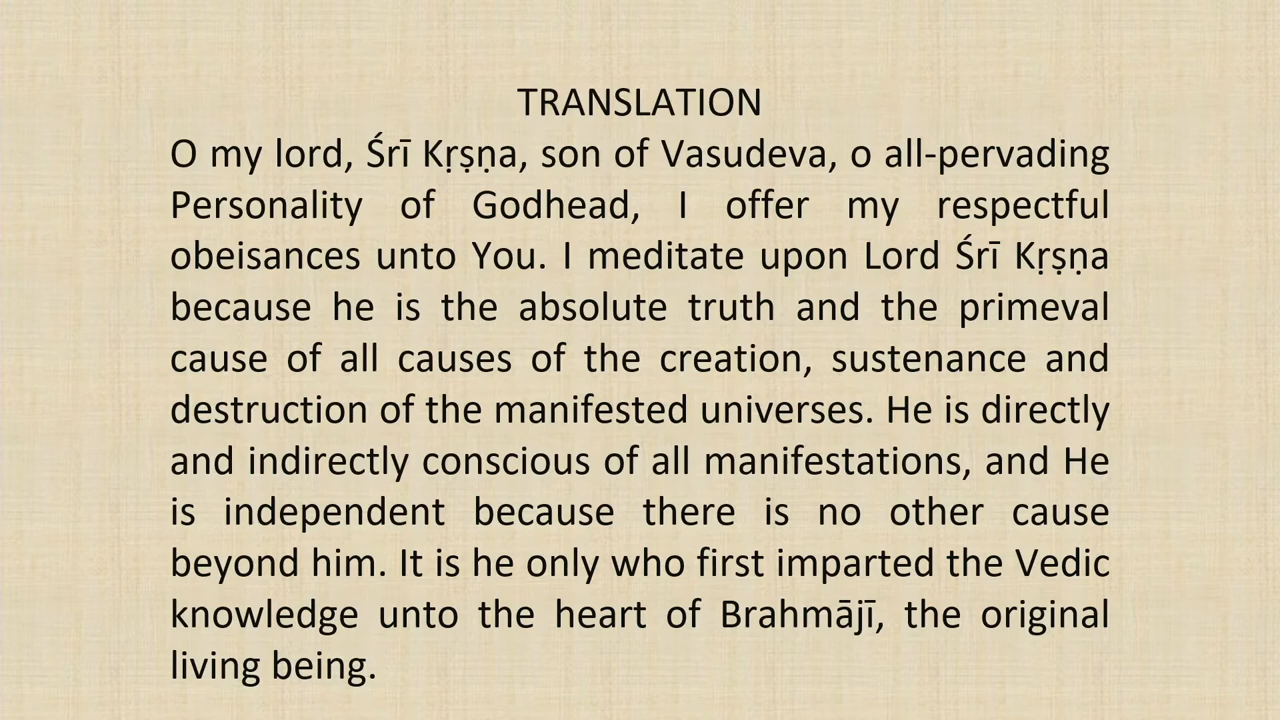 TRANSLATION
O my lord, Śrī Kṛṣṇa, son of Vasudeva, o all-pervading
Personality of Godhead, I offer my respectful
obeisances unto You. I meditate upon Lord Śrī Kṛṣṇa
because he is the absolute truth and the primeval
cause of all causes of the creation, sustenance and
destruction of the manifested universes. He is directly
and indirectly conscious of all manifestations, and He
is independent because there is no other cause
beyond him. It is he only who first imparted the Vedic
knowledge unto the heart of Brahmājī, the original
living being.